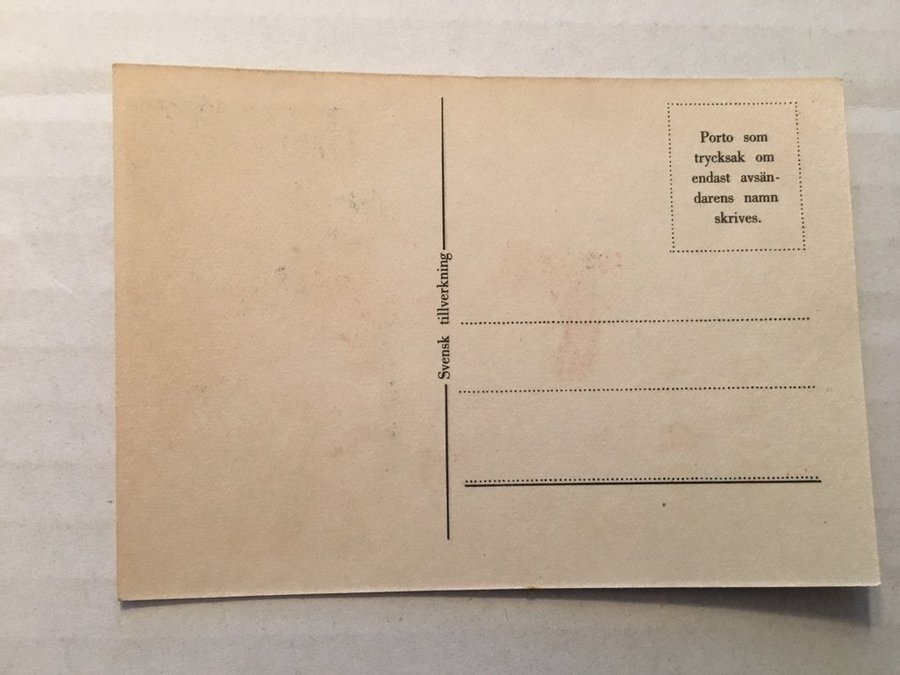 Porto som
trycksak om
endast avsän-
darens namn
skrives.
Svensk tillverkning